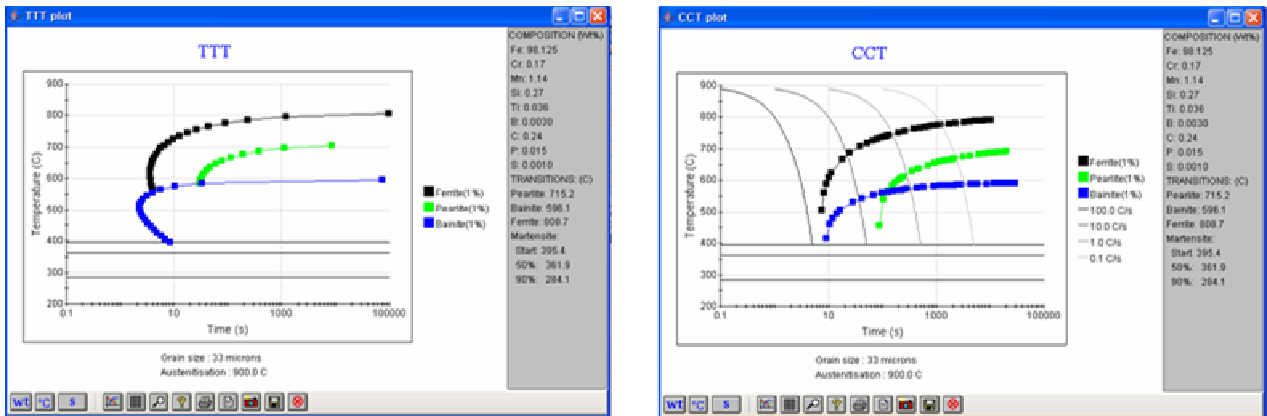 TTT plot
TTT
900
800
700
600
500
400
300
200
0.1
10
1000
100000
Temperature (C)
Time (s)
Ferrite(1%)
Pearlite(1%)
Bainite(1%)
Grain size : 33 microns
Austenitisation : 900.0 C
COMPOSITION (Wt%)
Fe: 98.125
Cr: 0.17
Mn: 1.14
Si: 0.27
Ti: 0.036
B: 0.0030
C: 0.24
P: 0.015
S: 0.0010
TRANSITIONS: (C)
Pearlite: 715.2
Bainite: 596.1
Ferrite: 808.7
Martensite:
Start: 395.4
50%: 361.9
90%: 284.1
wt °C s
CCT plot
CCT
900
800
700
600
500
400
300
200
0.1
10
1000
100000
Temperature (C)
Time (s)
Ferrite(1%)
Pearlite(1%)
Bainite(1%)
100.0 C/s
10.0 C/s
1.0 C/s
0.1 C/s
Grain size : 33 microns
Austenitisation : 900.0 C
COMPOSITION (Wt%)
Fe: 98.125
Cr: 0.17
Mn: 1.14
Si: 0.27
Ti: 0.036
B: 0.0030
C: 0.24
P: 0.015
S: 0.0010
TRANSITIONS: (C)
Pearlite: 715.2
Bainite: 596.1
Ferrite: 808.7
Martensite:
Start: 395.4
50%: 361.9
90%: 284.1
wt °C s